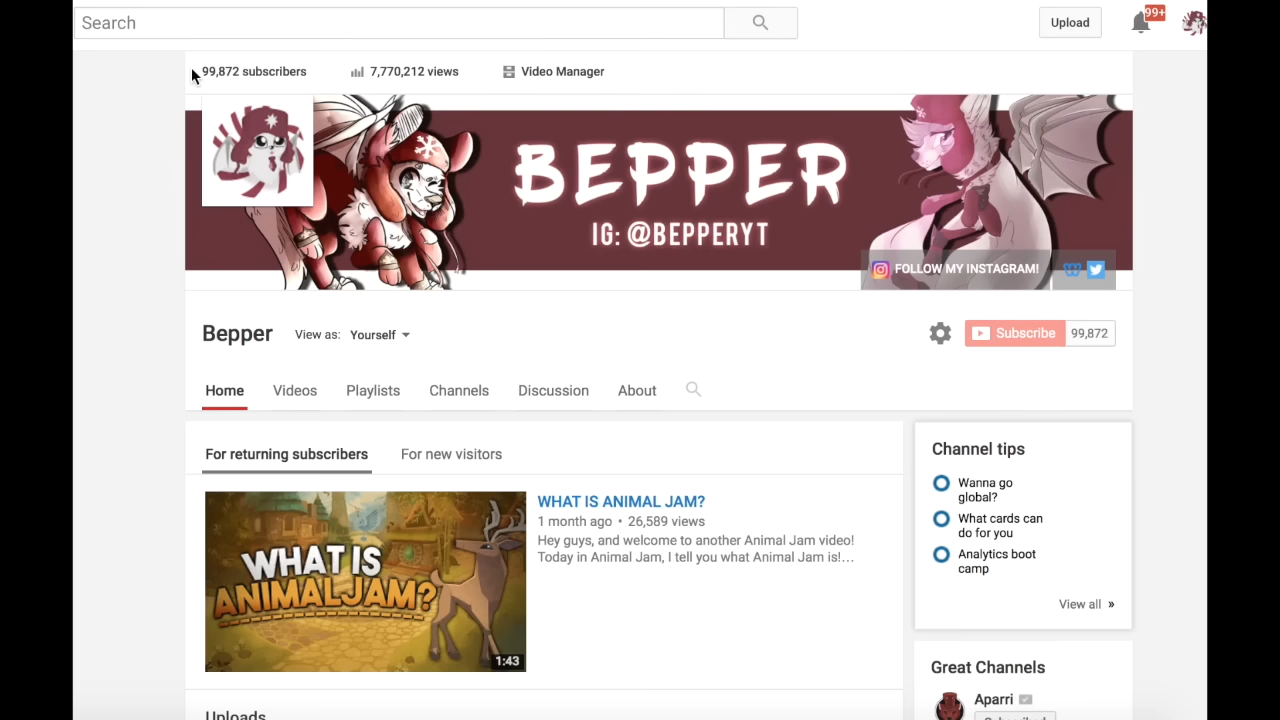 Search
Upload
99+
99,872 subscribers
7,770,212 views
Video Manager
BEPPER
IG: @BEPPERYT
FOLLOW MY INSTAGRAM!
Bepper
View as: Yourself
Subscribe 99,872
Home
Videos
Playlists
Channels
Discussion
About
For returning subscribers
For new visitors
WHAT IS
ANIMAL JAM?
1:43
WHAT IS ANIMAL JAM?
1 month ago • 26,589 views
Hey guys, and welcome to another Animal Jam video!
Today in Animal Jam, I tell you what Animal Jam is!...
Uploads
Channel tips
Wanna go
global?
What cards can
do for you
Analytics boot
camp
View all »
Great Channels
Aparri
Subscribed